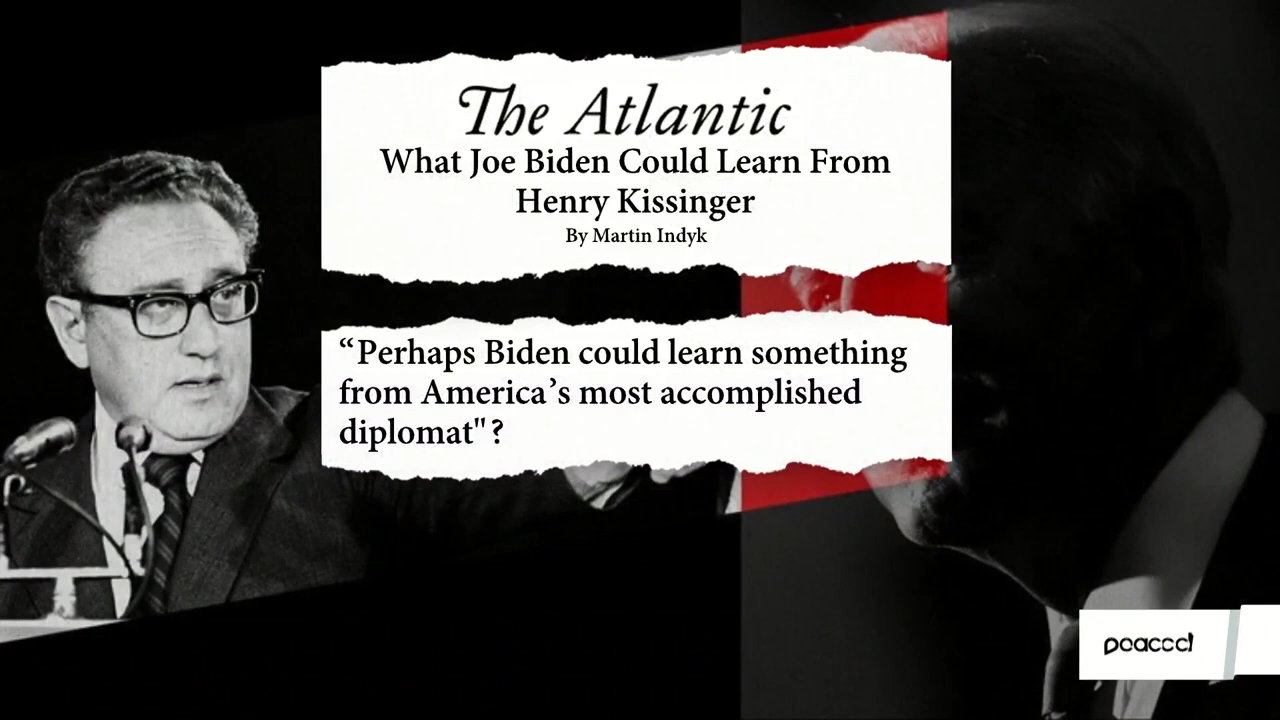 The Atlantic
What Joe Biden Could Learn From
Henry Kissinger
By Martin Indyk
“Perhaps Biden could learn something
from America’s most accomplished
diplomat"?